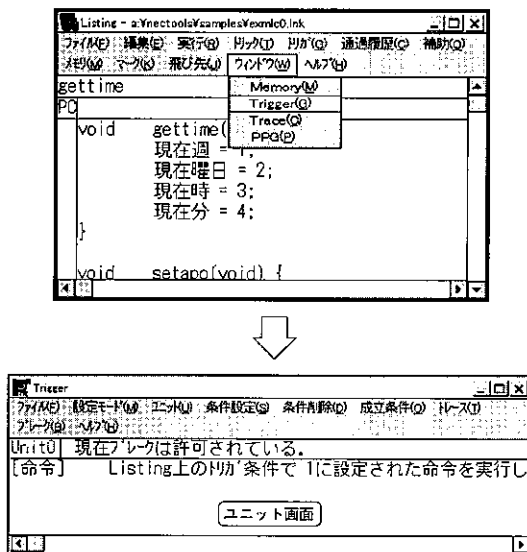 Listing - a:¥nectools¥samples¥exmlc0.lnk
ファイル(F) 編集(E) 実行(R) トリック(T) トリガ(G) 通過履歴(C) 補助(O)
メモリ(M) マーク(K) 飛び先(J) ウィンドウ(W) ヘルプ(H)
gettime
Memory(M)
PC
Trigger(G)
void gettime(
Trace(C)
現在週 = 1;
PPG(P)
現在曜日 = 2;
現在時 = 3;
現在分 = 4;
}
void setapo(void) {
Trigger
ファイル(F) 設定モード(M) ユニット(U) 条件設定(S) 条件削除(D) 成立条件(O) トレース(T)
ブレーク(B) ヘルプ(H)
Unit0 現在ブレークは許可されている.
[命令] Listing上のトリガ条件で 1に設定された命令を実行し
ユニット画面